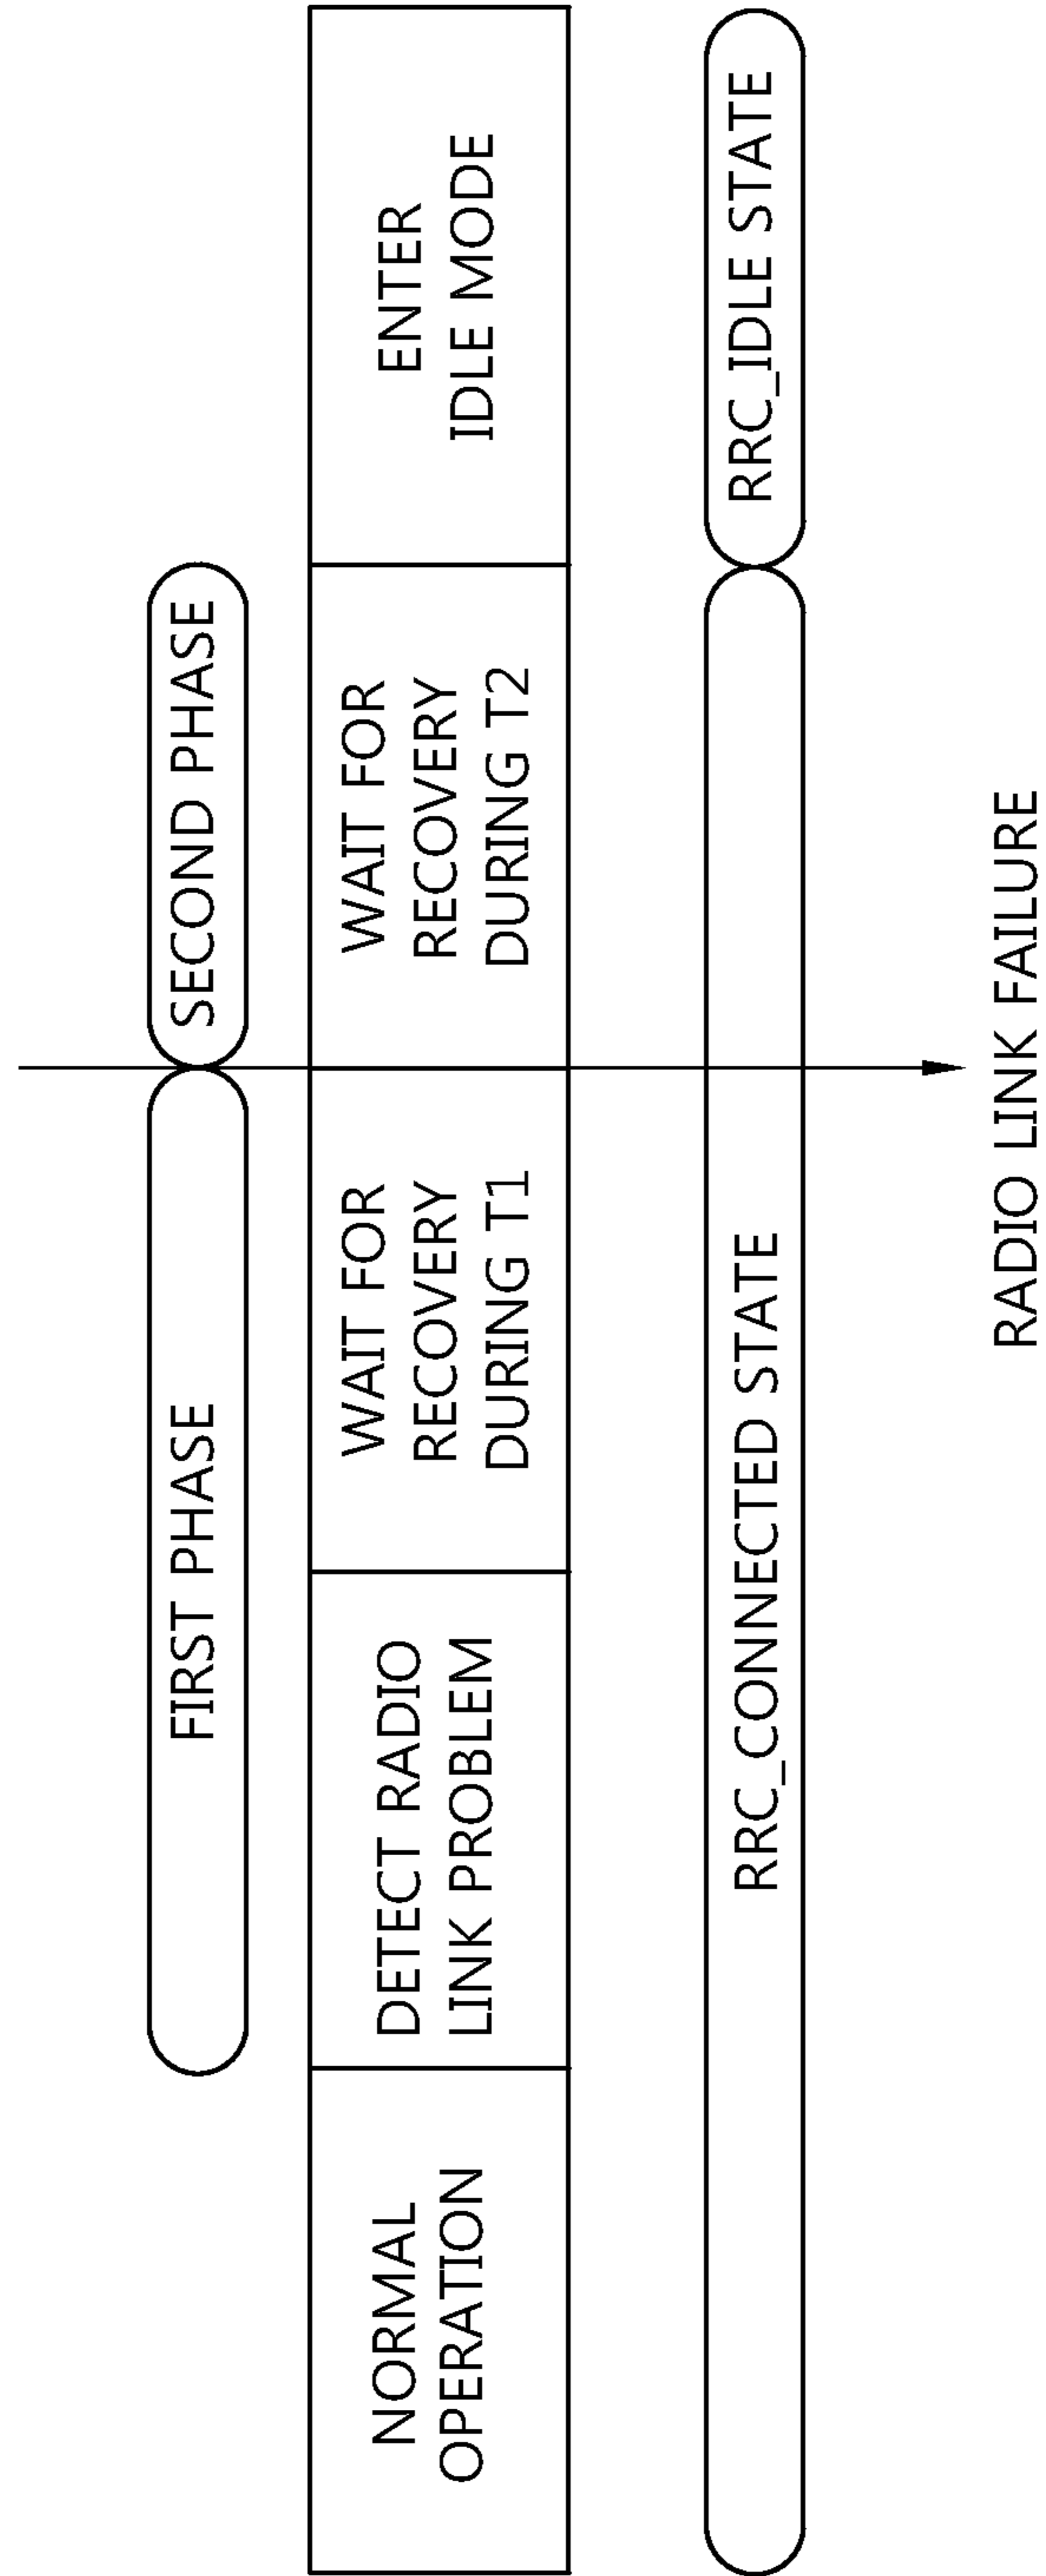 FIRST PHASE
SECOND PHASE
NORMAL
OPERATION
DETECT RADIO
LINK PROBLEM
WAIT FOR
RECOVERY
DURING T1
WAIT FOR
RECOVERY
DURING T2
ENTER
IDLE MODE
RRC_CONNECTED STATE
RRC_IDLE STATE
RADIO LINK FAILURE